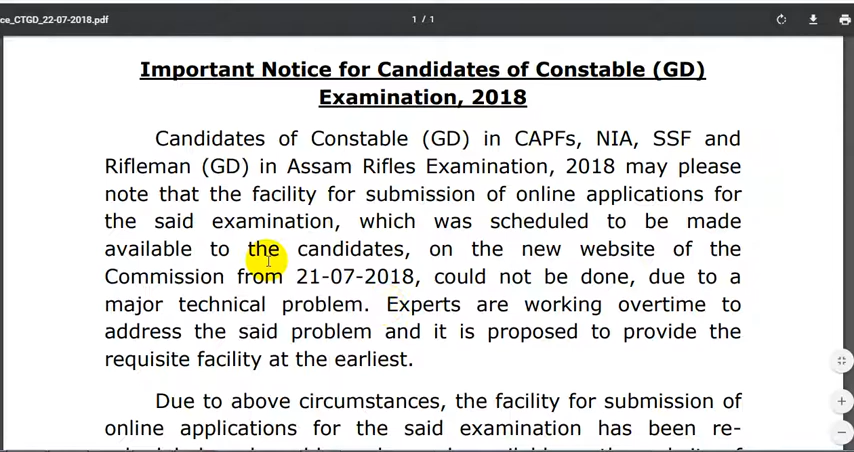 ce_CTGD_22-07-2018.pdf
1 / 1
Important Notice for Candidates of Constable (GD)
Examination, 2018
Candidates of Constable (GD) in CAPFs, NIA, SSF and
Rifleman (GD) in Assam Rifles Examination, 2018 may please
note that the facility for submission of online applications for
the said examination, which was scheduled to be made
available to the candidates, on the new website of the
Commission from 21-07-2018, could not be done, due to a
major technical problem. Experts are working overtime to
address the said problem and it is proposed to provide the
requisite facility at the earliest.
Due to above circumstances, the facility for submission of
online applications for the said examination has been re-